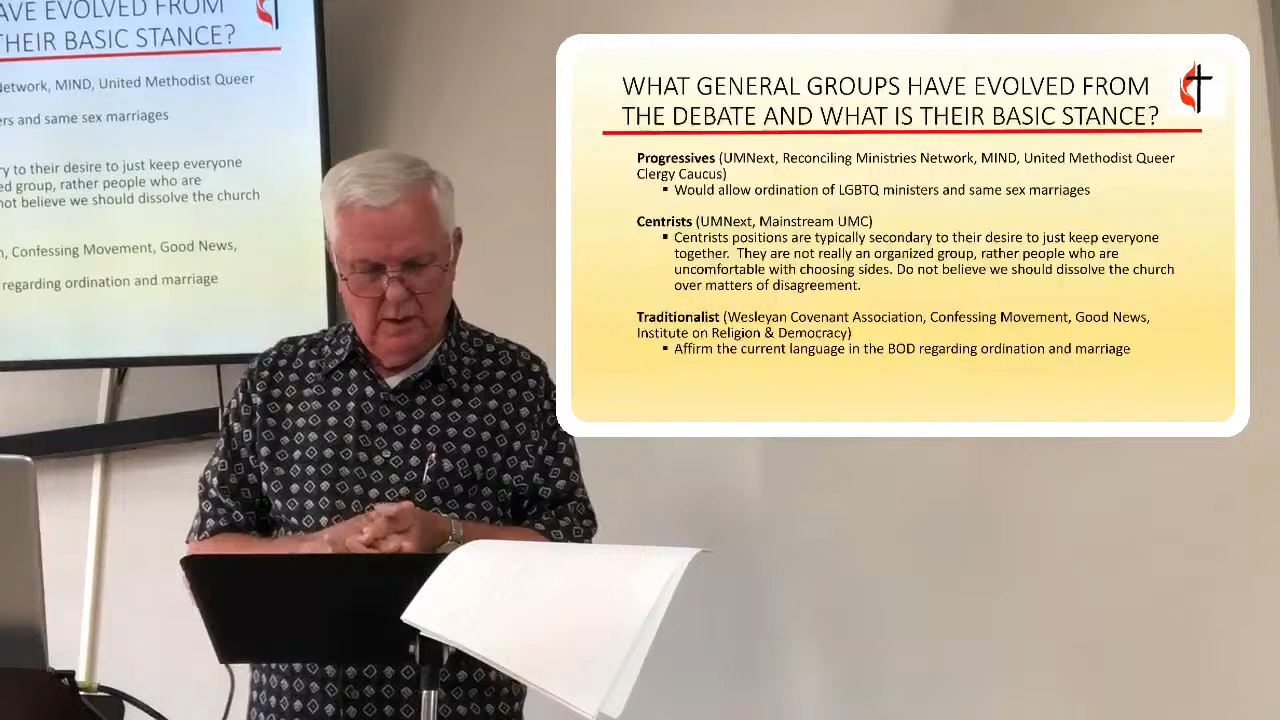 AVE EVOLVED FROM
THEIR BASIC STANCE?
Network, MIND, United Methodist Queer
and same sex marriages
ry to their desire to just keep everyone
ed group, rather people who are
not believe we should dissolve the church
Confessing Movement, Good News,
regarding ordination and marriage
WHAT GENERAL GROUPS HAVE EVOLVED FROM
THE DEBATE AND WHAT IS THEIR BASIC STANCE?
Progressives (UMNext, Reconciling Ministries Network, MIND, United Methodist Queer
Clergy Caucus)
▪ Would allow ordination of LGBTQ ministers and same sex marriages
Centrists (UMNext, Mainstream UMC)
▪ Centrists positions are typically secondary to their desire to just keep everyone
together. They are not really an organized group, rather people who are
uncomfortable with choosing sides. Do not believe we should dissolve the church
over matters of disagreement.
Traditionalist (Wesleyan Covenant Association, Confessing Movement, Good News,
Institute on Religion & Democracy)
▪ Affirm the current language in the BOD regarding ordination and marriage